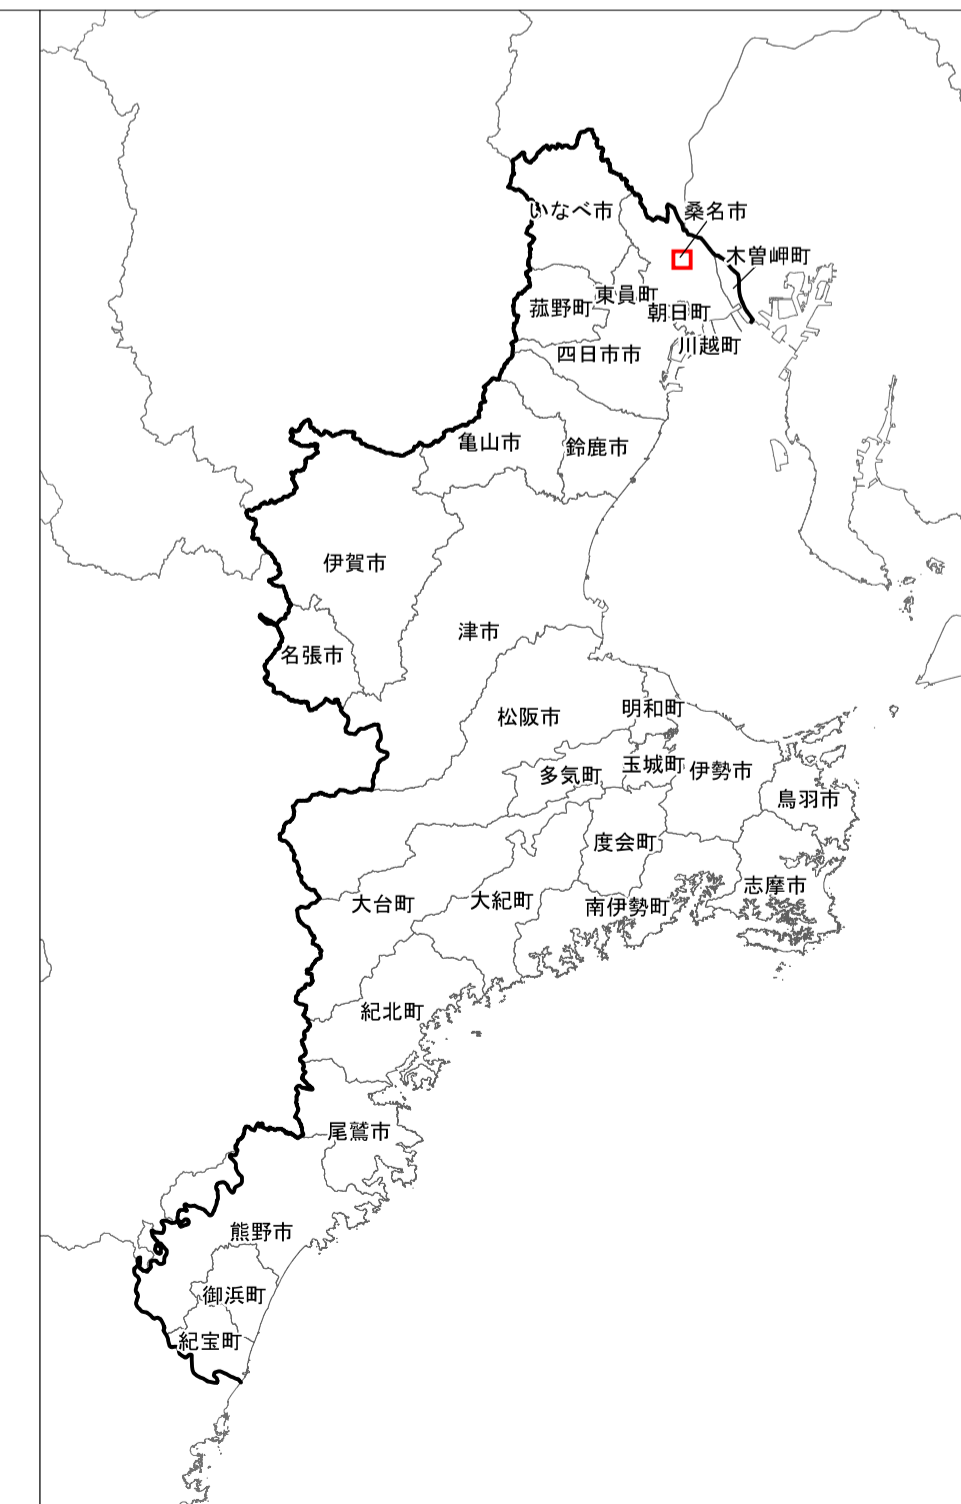 いなべ市
桑名市
木曽岬町
東員町
菰野町
朝日町
川越町
四日市市
亀山市
鈴鹿市
伊賀市
津市
名張市
松阪市
明和町
多気町
玉城町
伊勢市
鳥羽市
度会町
志摩市
大台町
大紀町
南伊勢町
紀北町
尾鷲市
熊野市
御浜町
紀宝町